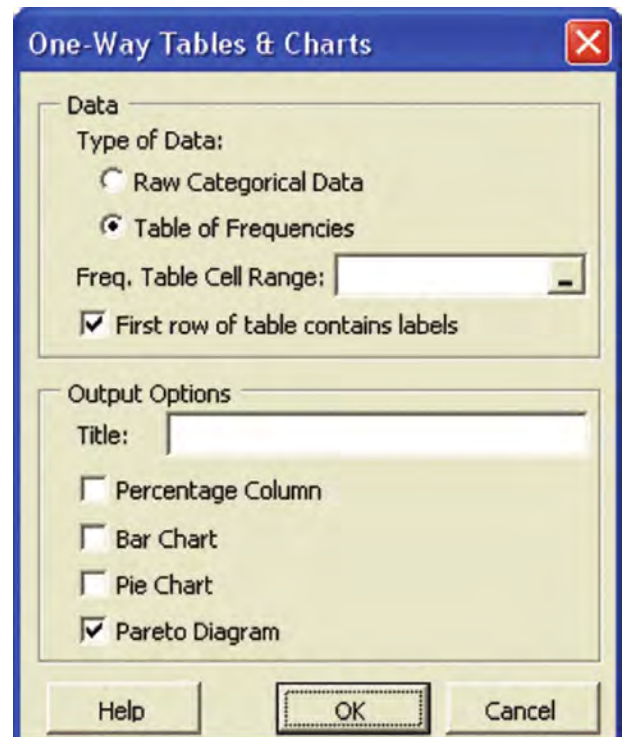 One-Way Tables & Charts
Data
Type of Data:
Raw Categorical Data
Table of Frequencies
Freq. Table Cell Range:
First row of table contains labels
Output Options
Title:
Percentage Column
Bar Chart
Pie Chart
Pareto Diagram
Help OK Cancel